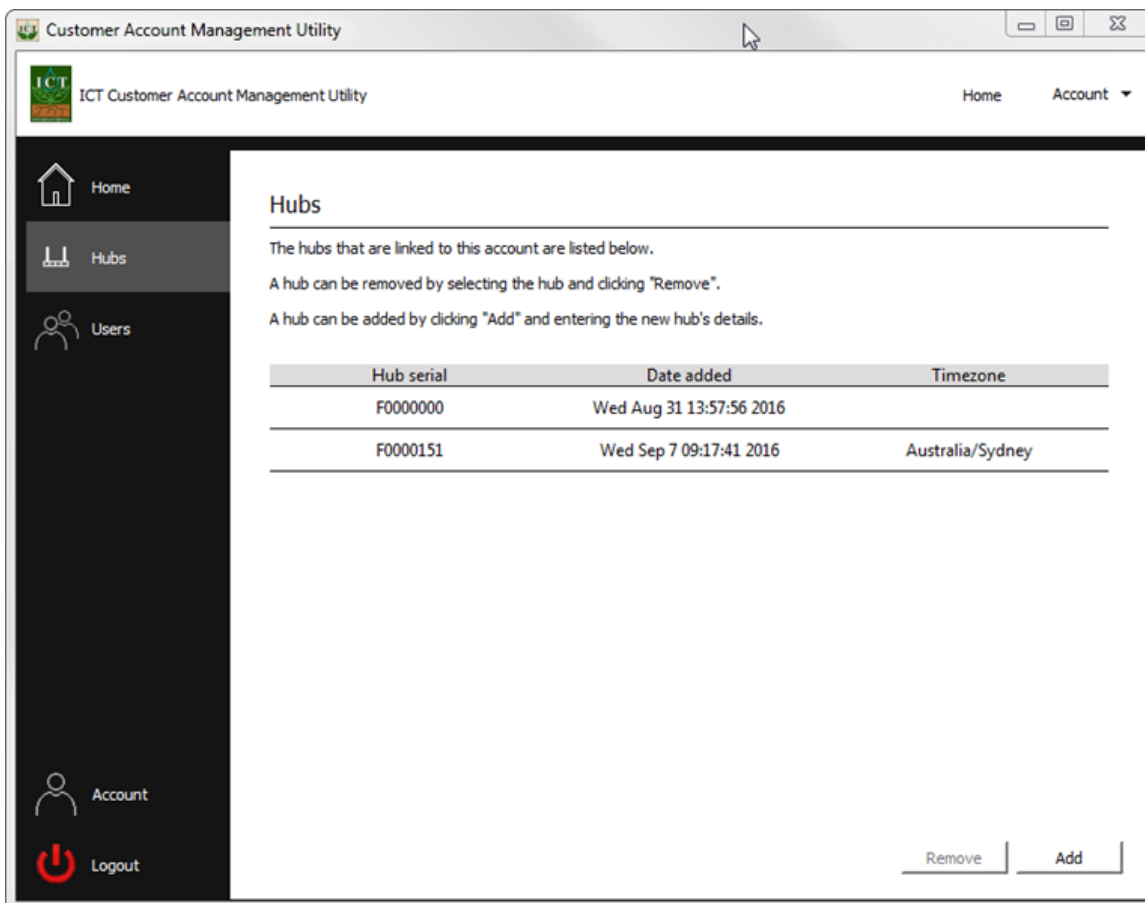 Customer Account Management Utility
ICT
ICT Customer Account Management Utility
Home
Account
Home
Hubs
Users
Account
Logout
Hubs
The hubs that are linked to this account are listed below.
A hub can be removed by selecting the hub and clicking "Remove".
A hub can be added by clicking "Add" and entering the new hub's details.
Hub serial Date added Timezone
F0000000 Wed Aug 31 13:57:56 2016
F0000151 Wed Sep 7 09:17:41 2016 Australia/Sydney
Remove Add